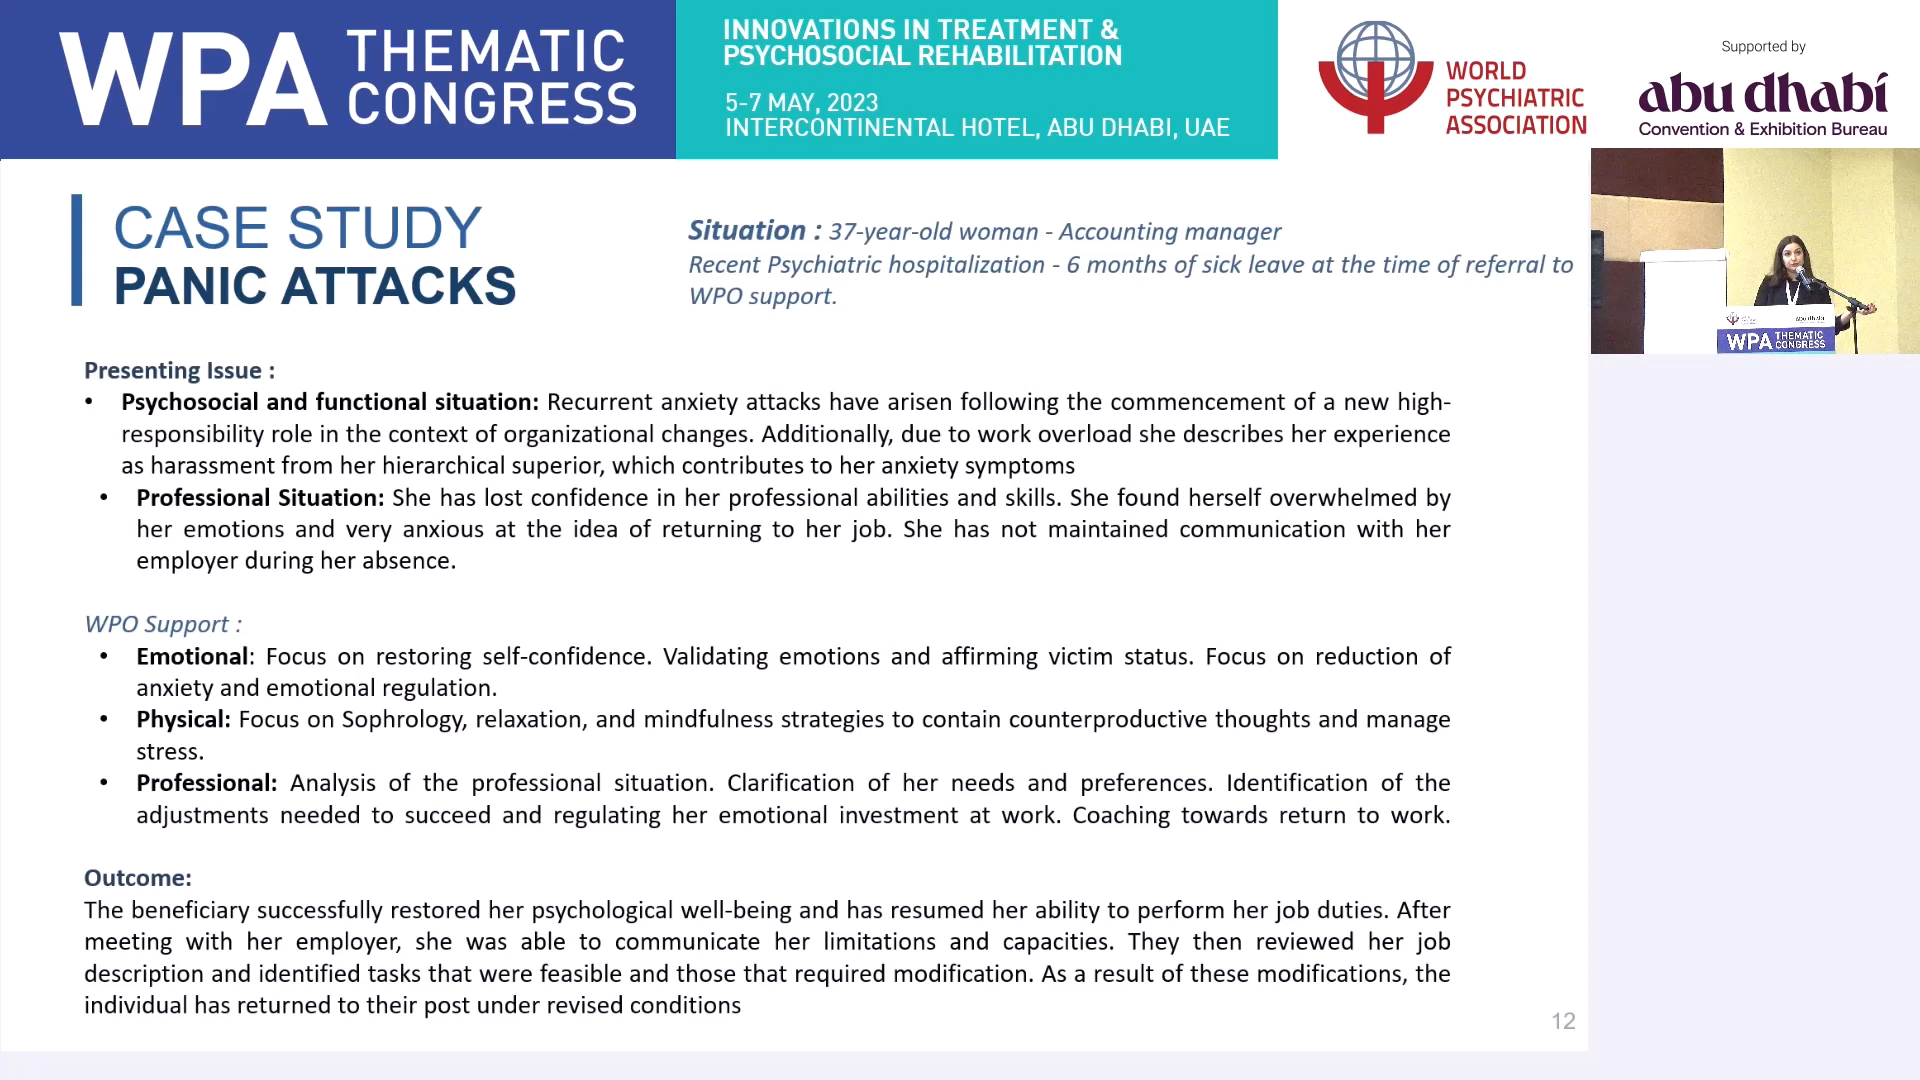 WPA THEMATIC CONGRESS
INNOVATIONS IN TREATMENT &
PSYCHOSOCIAL REHABILITATION
5-7 MAY, 2023
INTERCONTINENTAL HOTEL, ABU DHABI, UAE
WORLD
PSYCHIATRIC
ASSOCIATION
Supported by
abu dhabi
Convention & Exhibition Bureau
CASE STUDY
PANIC ATTACKS
Situation : 37-year-old woman - Accounting manager
Recent Psychiatric hospitalization - 6 months of sick leave at the time of referral to
WPO support.
abu dhabi
WPA THEMATIC CONGRESS
Presenting Issue :
• Psychosocial and functional situation: Recurrent anxiety attacks have arisen following the commencement of a new high-
responsibility role in the context of organizational changes. Additionally, due to work overload she describes her experience
as harassment from her hierarchical superior, which contributes to her anxiety symptoms
• Professional Situation: She has lost confidence in her professional abilities and skills. She found herself overwhelmed by
her emotions and very anxious at the idea of returning to her job. She has not maintained communication with her
employer during her absence.
WPO Support :
• Emotional: Focus on restoring self-confidence. Validating emotions and affirming victim status. Focus on reduction of
anxiety and emotional regulation.
• Physical: Focus on Sophrology, relaxation, and mindfulness strategies to contain counterproductive thoughts and manage
stress.
• Professional: Analysis of the professional situation. Clarification of her needs and preferences. Identification of the
adjustments needed to succeed and regulating her emotional investment at work. Coaching towards return to work.
Outcome:
The beneficiary successfully restored her psychological well-being and has resumed her ability to perform her job duties. After
meeting with her employer, she was able to communicate her limitations and capacities. They then reviewed her job
description and identified tasks that were feasible and those that required modification. As a result of these modifications, the
individual has returned to their post under revised conditions
12